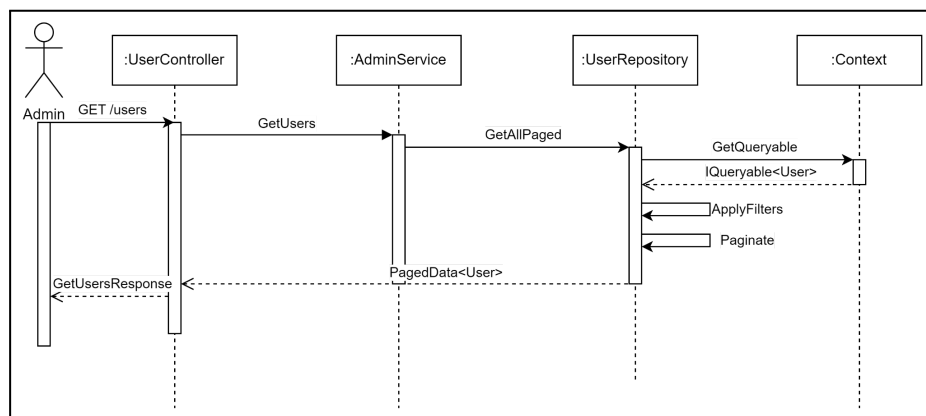 :UserController
:AdminService
:UserRepository
:Context
Admin
GET /users
GetUsers
GetAllPaged
GetQueryable
IQueryable<User>
ApplyFilters
Paginate
PagedData<User>
GetUsersResponse